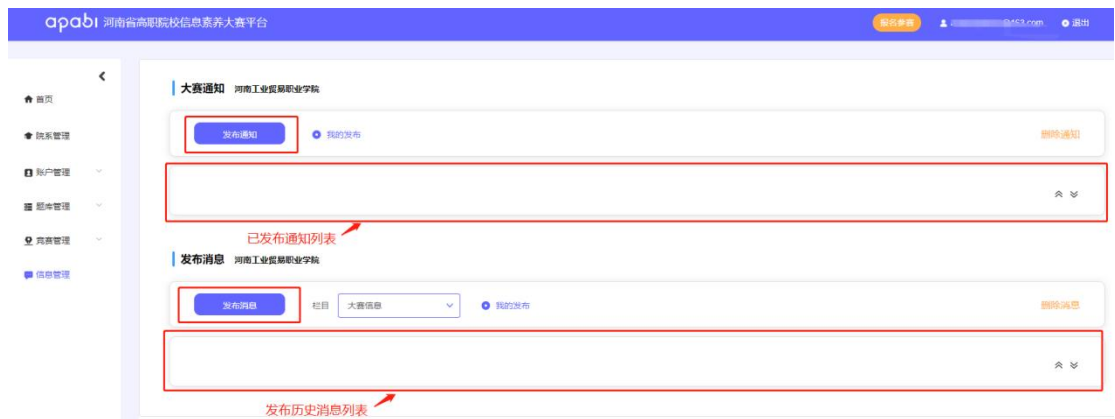 apabi 河南省高职院校信息素养大赛平台
报名参赛
退出
大赛通知 河南工业贸易职业学院
首页
发布通知 我的发布 删除通知
院系管理
账户管理
题库管理
竞赛管理
已发布通知列表
发布消息 河南工业贸易职业学院
信息管理
发布消息 栏目 大赛信息 我的发布 删除消息
发布历史消息列表